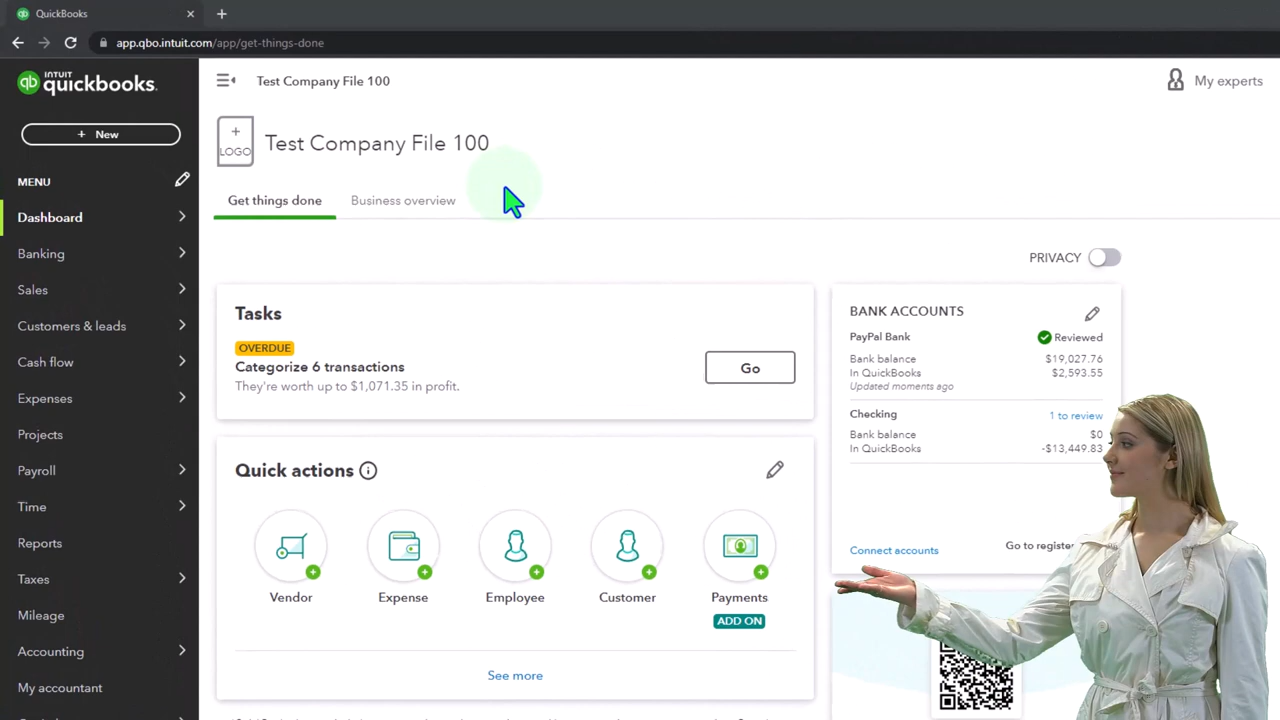 QuickBooks
app.qbo.intuit.com/app/get-things-done
INTUIT
quickbooks.
+ New
MENU
Dashboard
Banking
Sales
Customers & leads
Cash flow
Expenses
Projects
Payroll
Time
Reports
Taxes
Mileage
Accounting
My accountant
Test Company File 100
My experts
+
LOGO
Test Company File 100
Get things done
Business overview
PRIVACY
Tasks
OVERDUE
Categorize 6 transactions
They're worth up to $1,071.35 in profit.
Go
Quick actions
Vendor
Expense
Employee
Customer
Payments
ADD ON
See more
BANK ACCOUNTS
PayPal Bank
Reviewed
Bank balance $19,027.76
In QuickBooks $2,593.55
Updated moments ago
Checking
1 to review
Bank balance $0
In QuickBooks -$13,449.83
Connect accounts
Go to